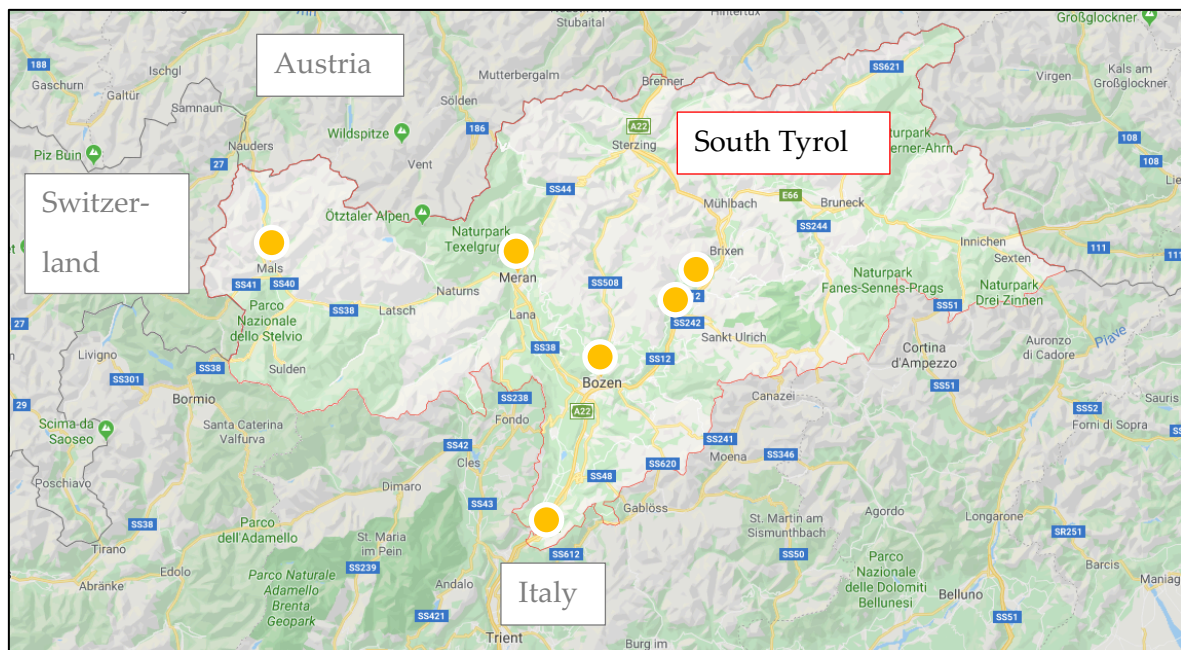 Stubaital
Hintertux
Großglockner
Austria
188
Ischgl
Gaschurn
Galtür
Mutterbergalm
Brenner
SS621
Virgen
Kals am
Großglockner
Samnaun
Sölden
Wildspitze
186
A22
South Tyrol
Naturpark
erner-Ahrn
108
108
Piz Buin
Nauders
27
Vent
Sterzing
Switzer-
land
SS44
E66
Mühlbach
Bruneck
Ötztaler Alpen
Naturpark
Texelgru
SS244
111
111
Innichen
Sexten
Brixen
Mals
Meran
SS41
SS40
Naturns
SS508
Naturpark
Fanes-Sennes-Prags
Naturpark
Drei Zinnen
SS51
Parco
Nazionale
dello Stelvio
SS38
Latsch
Lana
SS242
Sankt Ulrich
27
Piave
Auronzo
di Cadore
Livigno
SS38
SS38
SS12
Cortina
d'Ampezzo
SS301
Sulden
Bozen
SS51
29
Bormio
SS238
A22
Canazei
SS52
Sauris
Scima-da
Saoseo
Santa Caterina
Valfurva
Fondo
Forni di Sopra
SS42
SS241
Cles
SS620
Moena
SS346
Poschiavo
Dimaro
SS48
SS43
Gablöss
Agordo
Longarone
SS38
Parco
dell'Adamello
St. Maria
im Pein
St. Martin am
Sismunthbach
SR251
Tirano
SS612
SS50
Edolo
SS239
Italy
Parco
Nazionale
delle Dolomiti
Bellunesi
Barcis
Abränke
Parco Naturale
Adamello
Brenta
Geopark
Andalo
Maniag
Belluno
SS421
SS51
Trient
Burg im